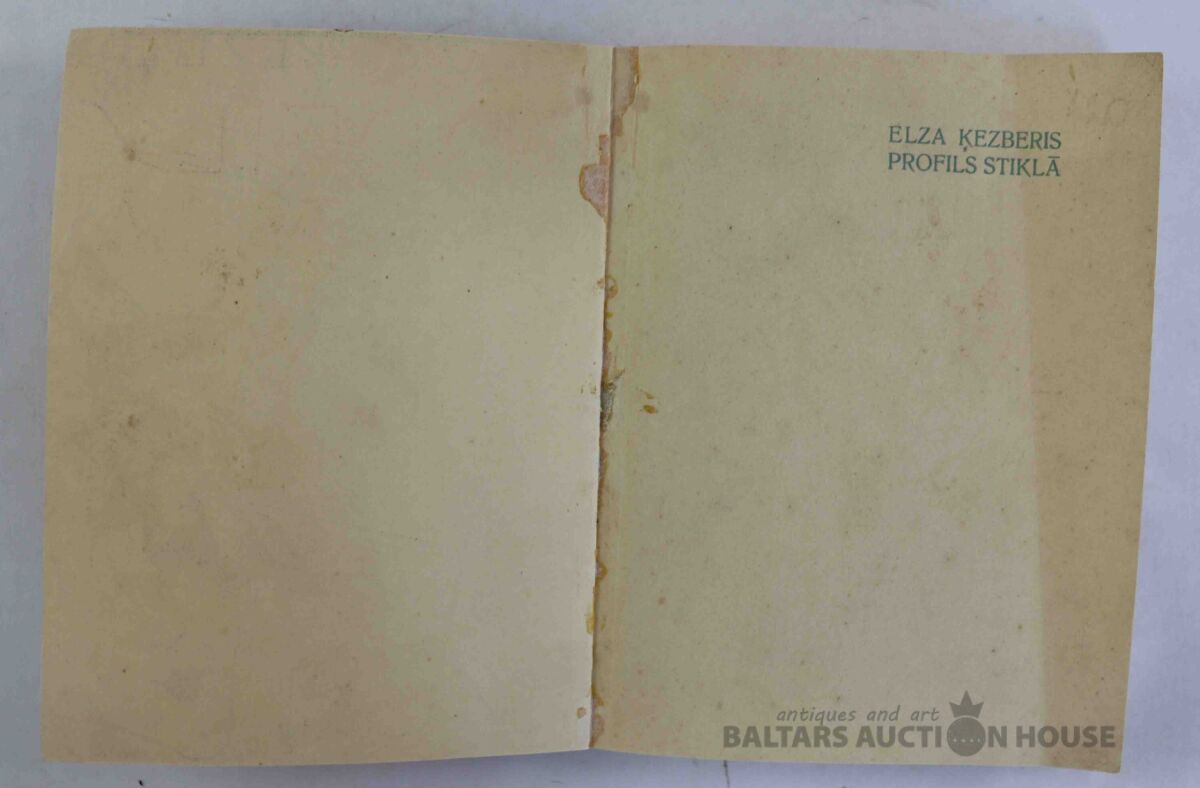 ELZA ĶEZBERIS
PROFILS STIKLĀ
antiques and art
BALTARS AUCTION HOUSE